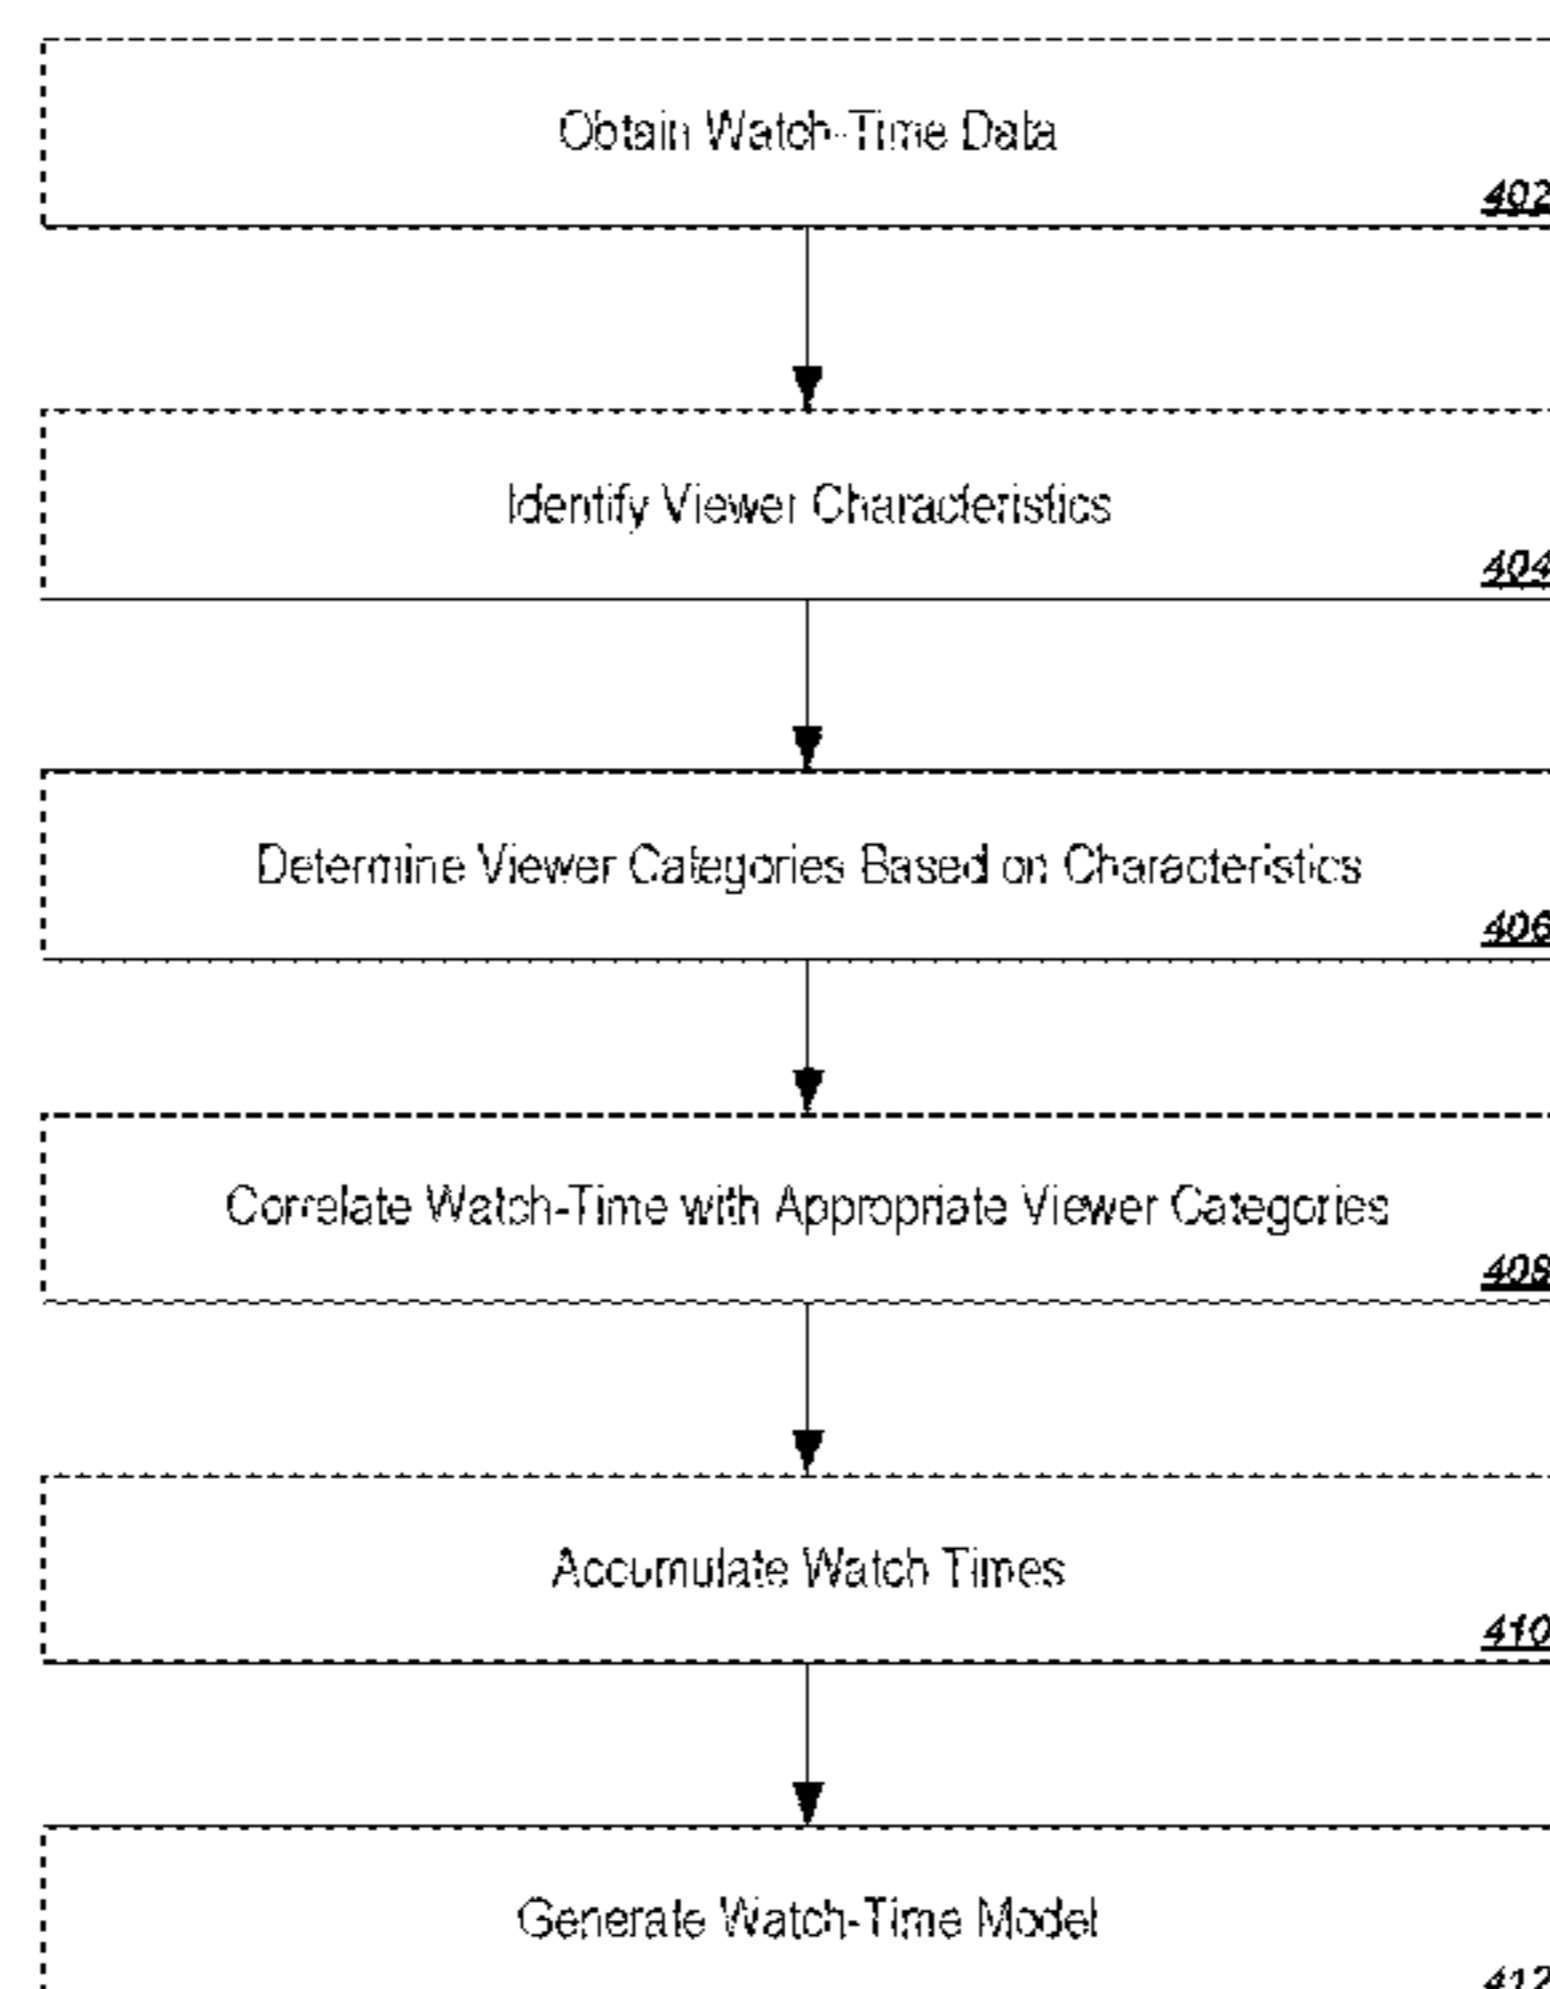 Obtain Watch-Time Data
402
Identify Viewer Characteristics
404
Determine Viewer Categories Based on Characteristics
406
Correlate Watch-Time with Appropriate Viewer Categories
408
Accumulate Watch Times
410
Generate Watch-Time Model
412